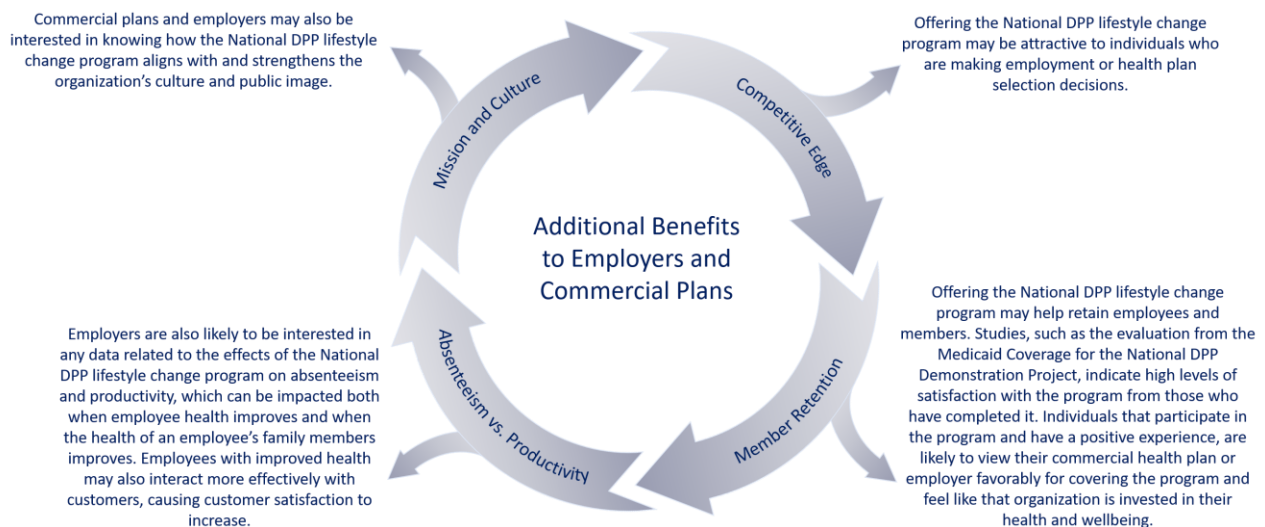 Commercial plans and employers may also be
interested in knowing how the National DPP lifestyle
change program aligns with and strengthens the
organization's culture and public image.
Mission and Culture
Offering the National DPP lifestyle change
program may be attractive to individuals who
are making employment or health plan
selection decisions.
Competitive Edge
Additional Benefits
to Employers and
Commercial Plans
Employers are also likely to be interested in
any data related to the effects of the National
DPP lifestyle change program on absenteeism
and productivity, which can be impacted both
when employee health improves and when
the health of an employee's family members
improves. Employees with improved health
may also interact more effectively with
customers, causing customer satisfaction to
increase.
Absenteeism vs. Productivity
Member Retention
Offering the National DPP lifestyle change
program may help retain employees and
members. Studies, such as the evaluation from the
Medicaid Coverage for the National DPP
Demonstration Project, indicate high levels of
satisfaction with the program from those who
have completed it. Individuals that participate in
the program and have a positive experience, are
likely to view their commercial health plan or
employer favorably for covering the program and
feel like that organization is invested in their
health and wellbeing.